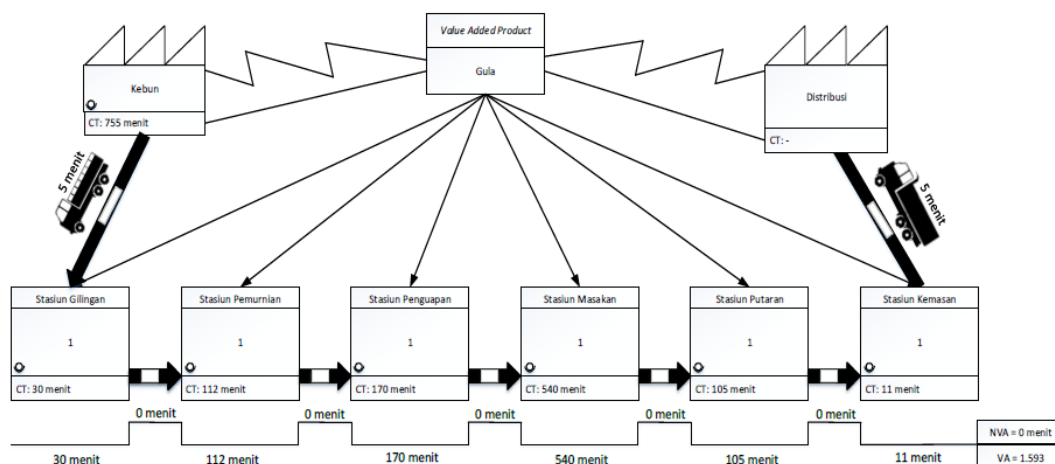 Value Added Product
Gula
Kebun
CT: 755 menit
Distribusi
CT: -
5 menit
5 menit
Stasiun Gilingan
1
CT: 30 menit
Stasiun Pemurnian
1
CT: 112 menit
Stasiun Penguapan
1
CT: 170 menit
Stasiun Masakan
1
CT: 540 menit
Stasiun Putaran
1
CT: 105 menit
Stasiun Kemasan
1
CT: 11 menit
0 menit
0 menit
0 menit
0 menit
0 menit
30 menit
112 menit
170 menit
540 menit
105 menit
11 menit
NVA = 0 menit
VA = 1.593